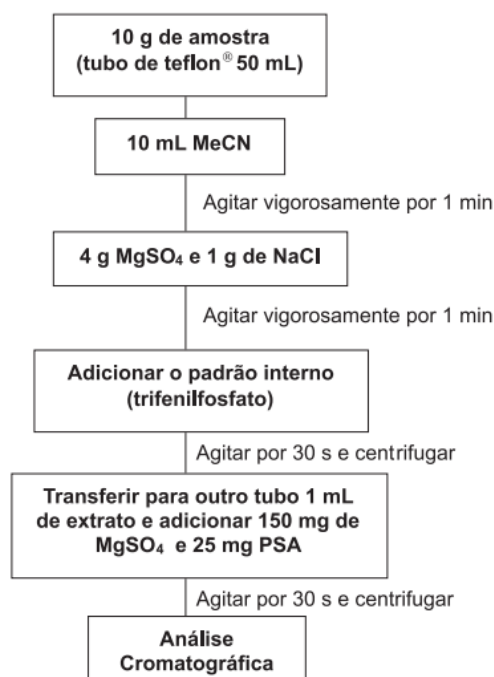 10 g de amostra
(tubo de teflon® 50 mL)
10 mL MeCN
Agitar vigorosamente por 1 min
4 g MgSO₄ e 1 g de NaCl
Agitar vigorosamente por 1 min
Adicionar o padrão interno
(trifenilfosfato)
Agitar por 30 s e centrifugar
Transferir para outro tubo 1 mL
de extrato e adicionar 150 mg de
MgSO₄ e 25 mg PSA
Agitar por 30 s e centrifugar
Análise
Cromatográfica